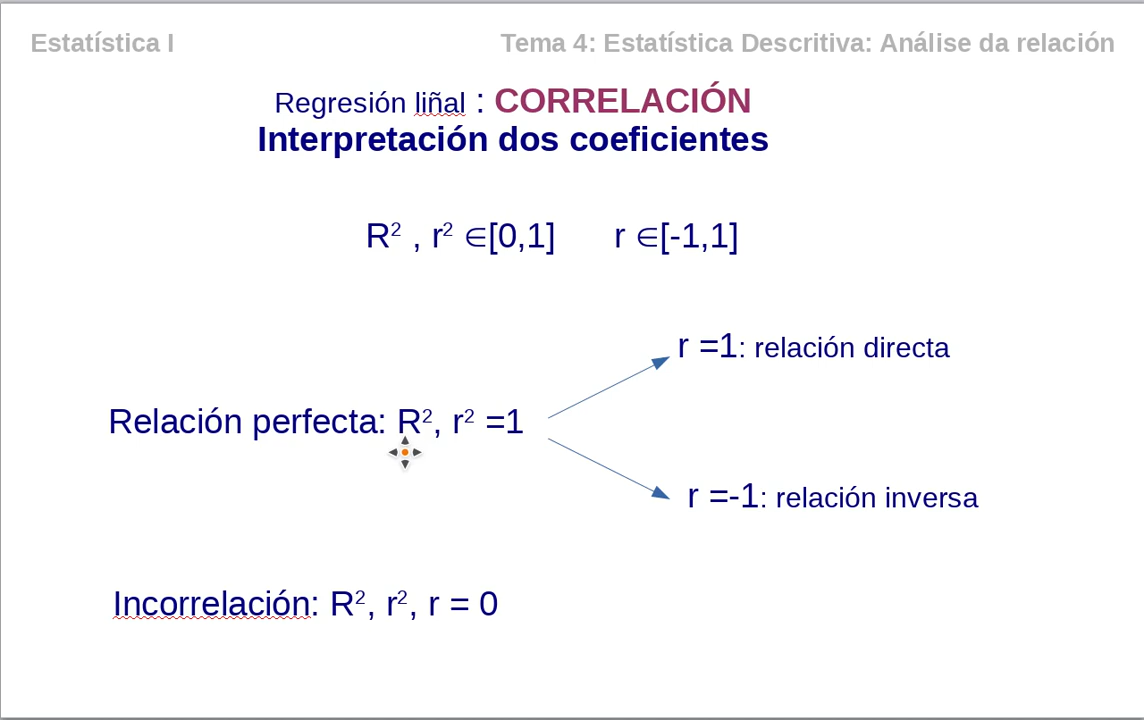 Estatística I
Tema 4: Estatística Descritiva: Análise da relación
Regresión liñal : CORRELACIÓN
Interpretación dos coeficientes
R² , r² ∈[0,1] r ∈[-1,1]
r =1: relación directa
Relación perfecta: R², r² =1
r =-1: relación inversa
Incorrelación: R², r², r = 0